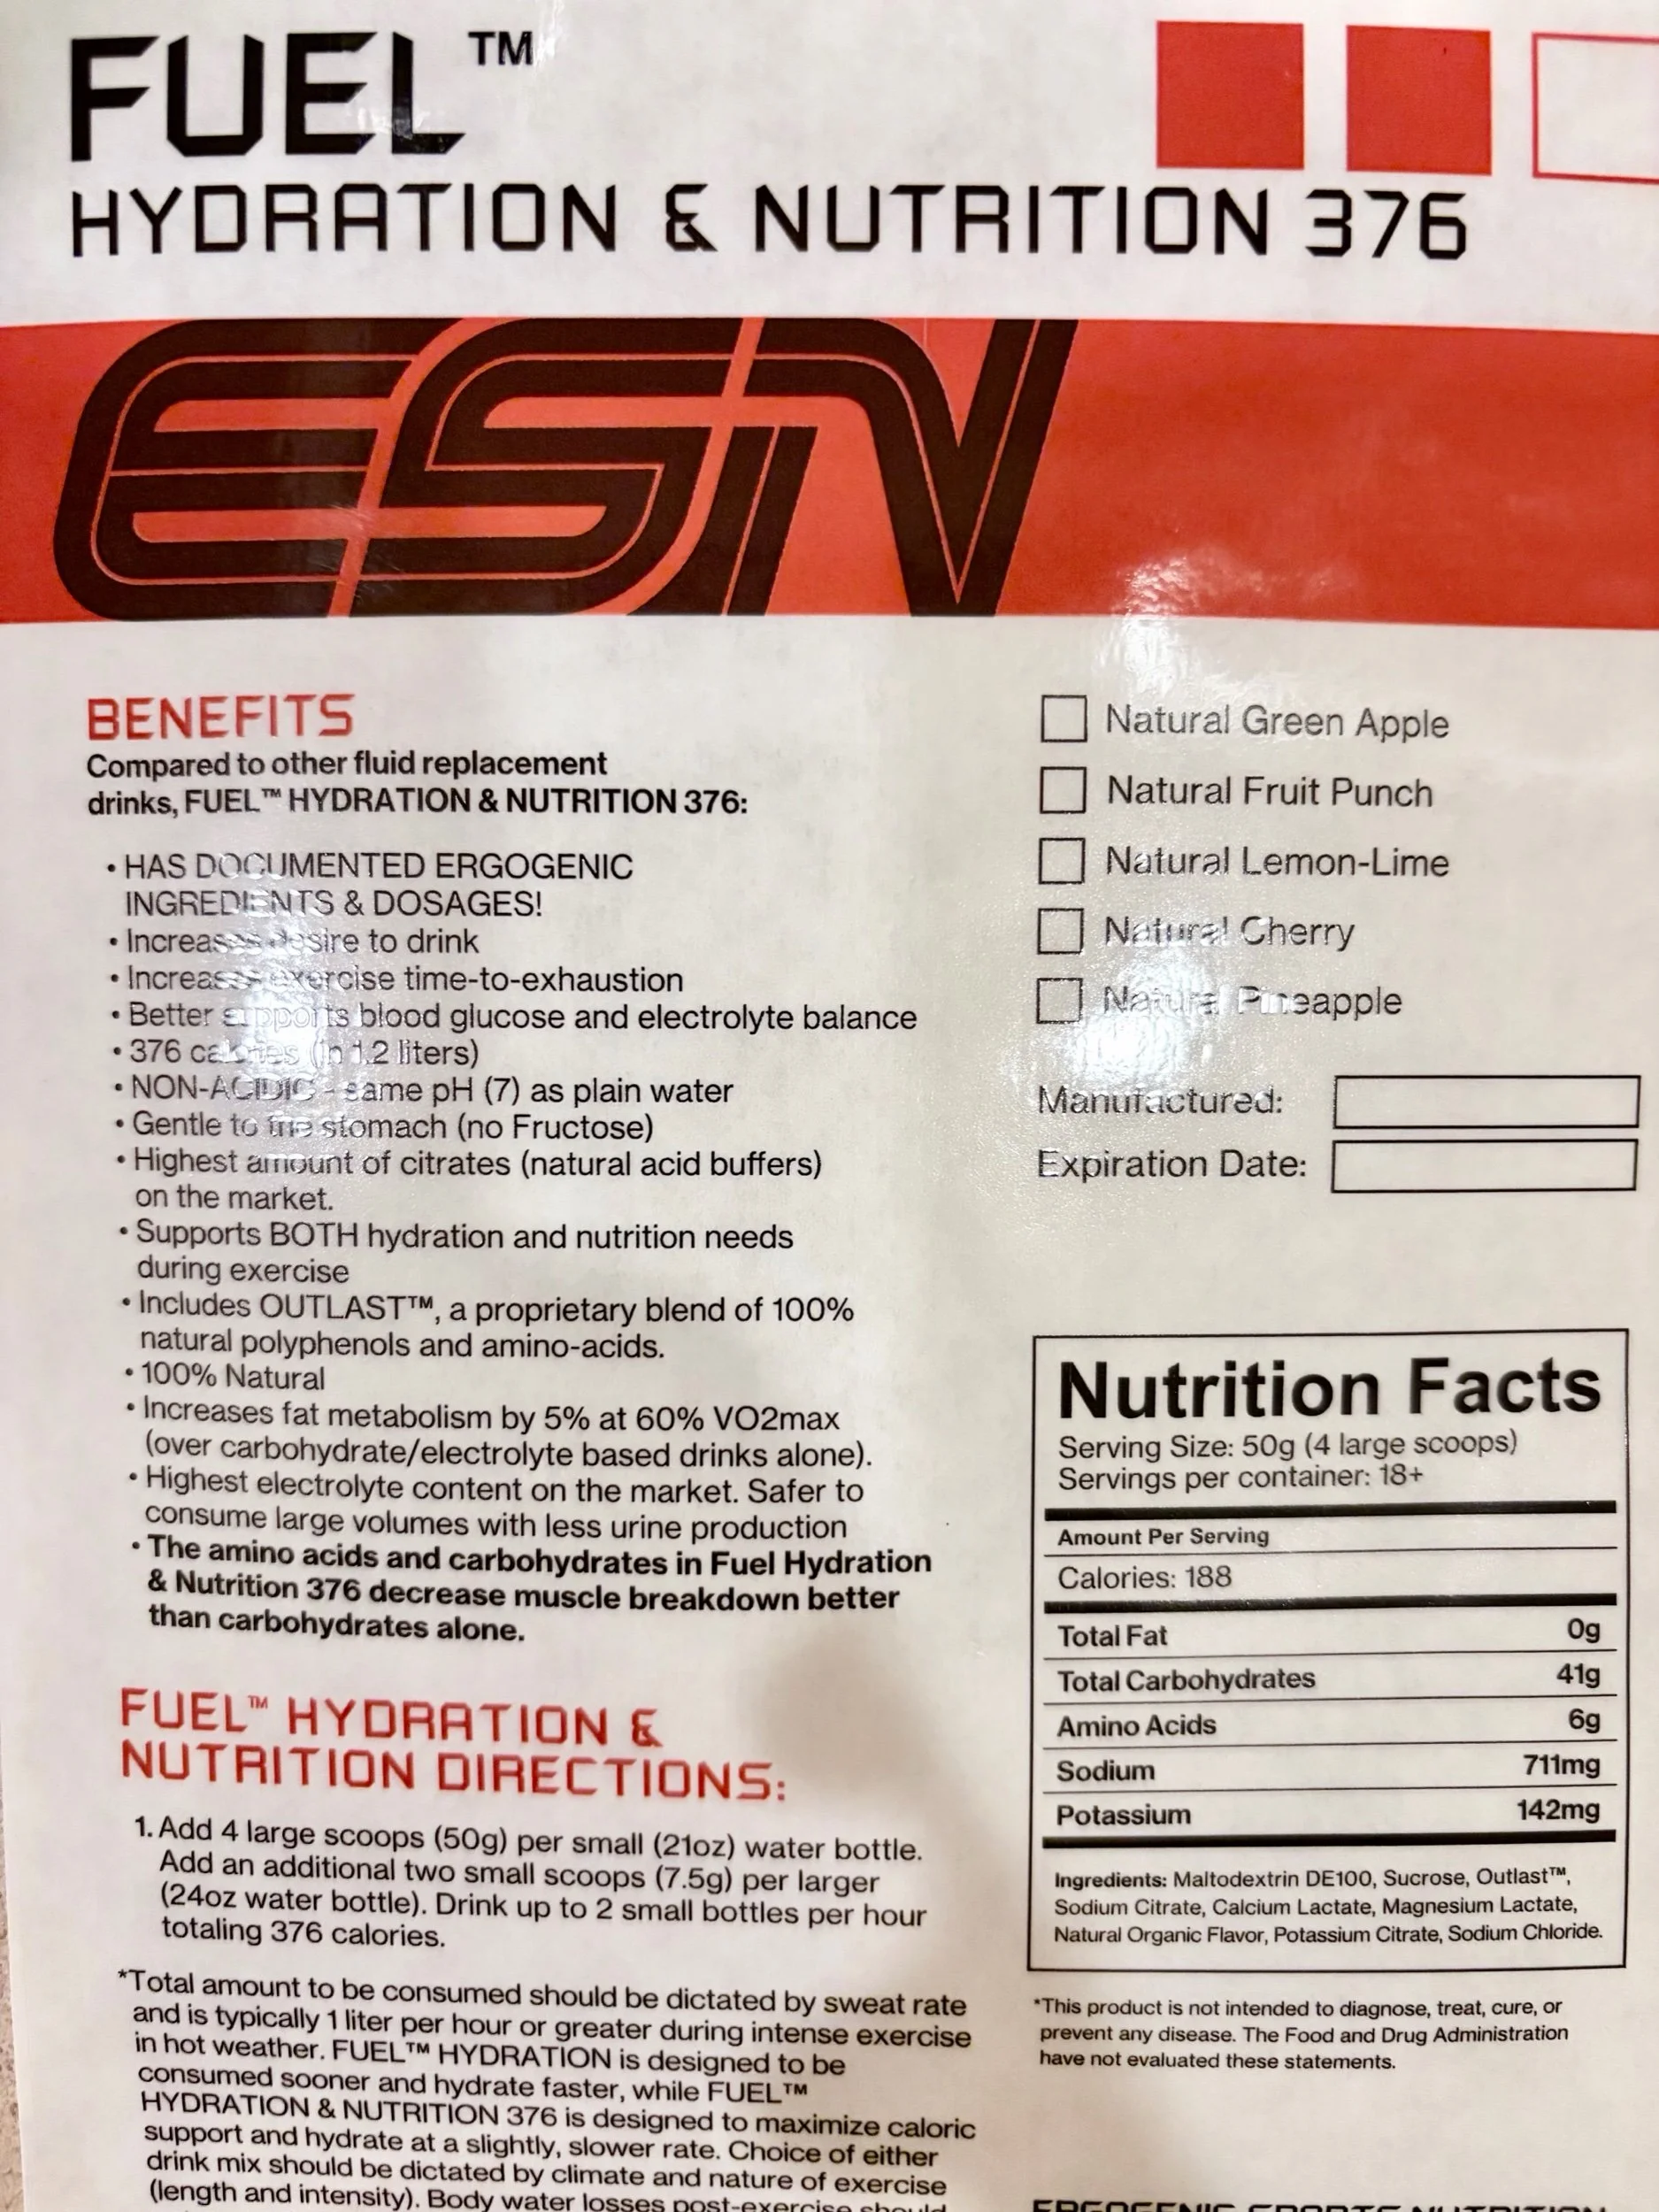 FUEL™
HYDRATION & NUTRITION 376
ESN
BENEFITS
Compared to other fluid replacement
drinks, FUEL™ HYDRATION & NUTRITION 376:
• HAS DOCUMENTED ERGOGENIC
INGREDIENTS & DOSAGES!
• Increases desire to drink
• Increases exercise time-to-exhaustion
• Better supports blood glucose and electrolyte balance
• 376 calories (in 1.2 liters)
• NON-ACIDIC - same pH (7) as plain water
• Gentle to the stomach (no Fructose)
• Highest amount of citrates (natural acid buffers)
on the market.
• Supports BOTH hydration and nutrition needs
during exercise
• Includes OUTLAST™, a proprietary blend of 100%
natural polyphenols and amino-acids.
• 100% Natural
• Increases fat metabolism by 5% at 60% VO2max
(over carbohydrate/electrolyte based drinks alone).
• Highest electrolyte content on the market. Safer to
consume large volumes with less urine production
• The amino acids and carbohydrates in Fuel Hydration
& Nutrition 376 decrease muscle breakdown better
than carbohydrates alone.
FUEL™ HYDRATION &
NUTRITION DIRECTIONS:
1. Add 4 large scoops (50g) per small (21oz) water bottle.
Add an additional two small scoops (7.5g) per larger
(24oz water bottle). Drink up to 2 small bottles per hour
totaling 376 calories.
*Total amount to be consumed should be dictated by sweat rate
and is typically 1 liter per hour or greater during intense exercise
in hot weather. FUEL™ HYDRATION is designed to be
consumed sooner and hydrate faster, while FUEL™
HYDRATION & NUTRITION 376 is designed to maximize caloric
support and hydrate at a slightly, slower rate. Choice of either
drink mix should be dictated by climate and nature of exercise
(length and intensity). Body water losses post-exercise should
Natural Green Apple
Natural Fruit Punch
Natural Lemon-Lime
Natural Cherry
Natural Pineapple
Manufactured:
Expiration Date:
Nutrition Facts
Serving Size: 50g (4 large scoops)
Servings per container: 18+
Amount Per Serving
Calories: 188
Total Fat 0g
Total Carbohydrates 41g
Amino Acids 6g
Sodium 711mg
Potassium 142mg
Ingredients: Maltodextrin DE100, Sucrose, Outlast™,
Sodium Citrate, Calcium Lactate, Magnesium Lactate,
Natural Organic Flavor, Potassium Citrate, Sodium Chloride.
*This product is not intended to diagnose, treat, cure, or
prevent any disease. The Food and Drug Administration
have not evaluated these statements.
ERGOGENIC SPORTS NUTRITION